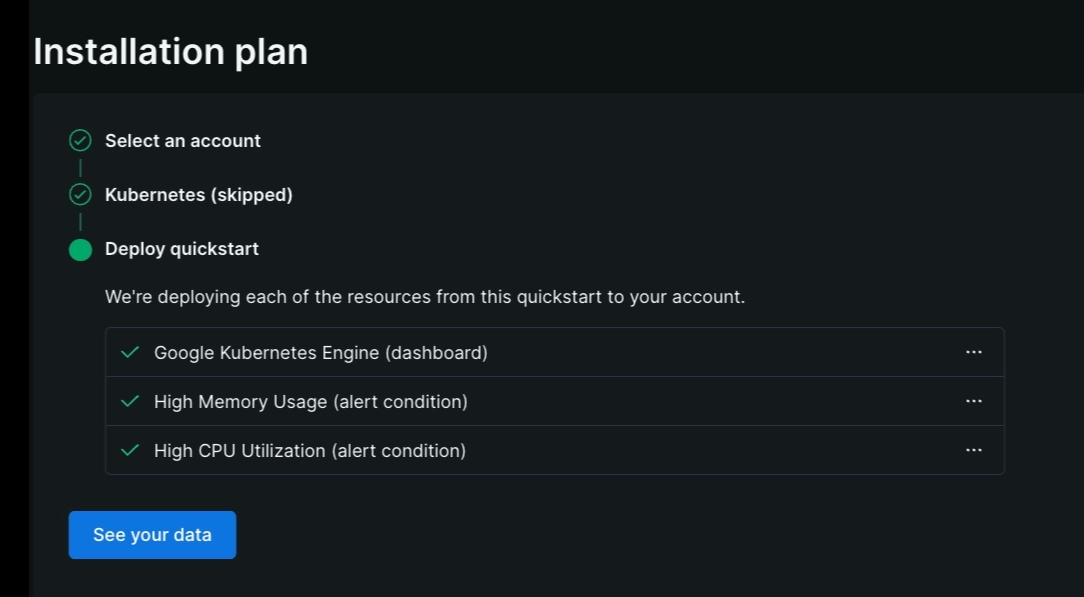 Installation plan
Select an account
Kubernetes (skipped)
Deploy quickstart
We're deploying each of the resources from this quickstart to your account.
Google Kubernetes Engine (dashboard)
High Memory Usage (alert condition)
High CPU Utilization (alert condition)
See your data